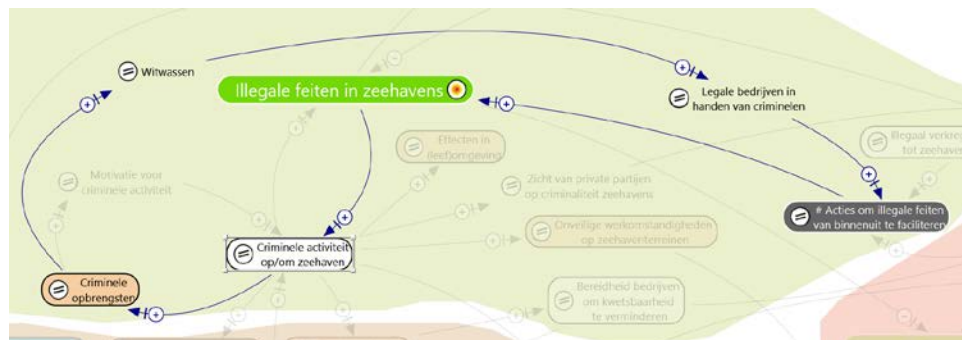 Witwassen
Illegale feiten in zeehavens
Legale bedrijven in
handen van criminelen
Effecten in
(leef)omgeving
Illegaal
tot zeehaven
Motivatie voor
criminele activiteit
Zicht van private partijen
op criminaliteit zeehavens
# Acties om illegale feiten
van binnenuit te faciliteren
Onveilige werkomstandigheden
op zeehaventerreinen
Criminele activiteit
op/om zeehaven
Criminele
opbrengsten
Bereidheid bedrijven
om kwetsbaarheid
te verminderen